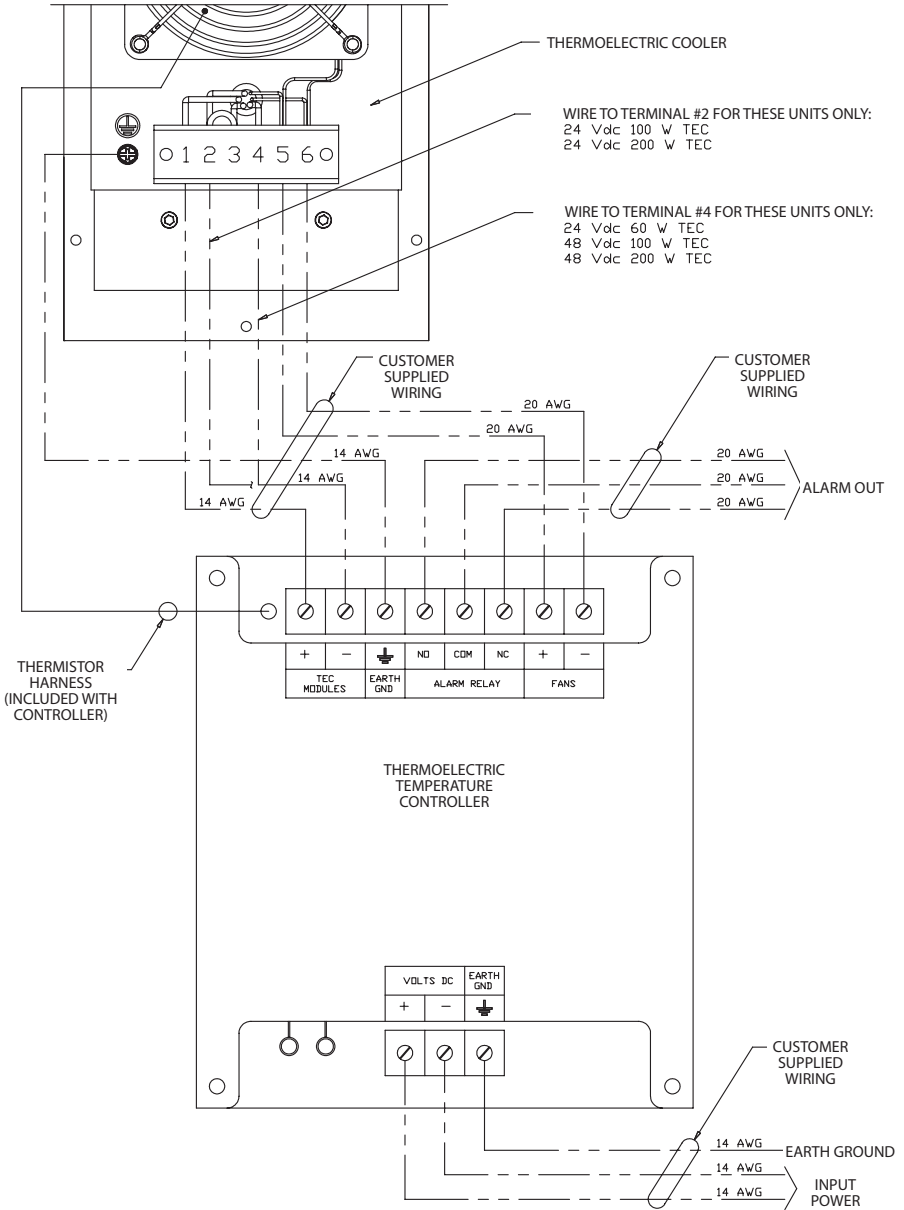 THERMOELECTRIC COOLER
WIRE TO TERMINAL #2 FOR THESE UNITS ONLY:
24 Vdc 100 W TEC
24 Vdc 200 W TEC
1 2 3 4 5 6
WIRE TO TERMINAL #4 FOR THESE UNITS ONLY:
24 Vdc 60 W TEC
48 Vdc 100 W TEC
48 Vdc 200 W TEC
CUSTOMER
SUPPLIED
WIRING
CUSTOMER
SUPPLIED
WIRING
20 AWG
20 AWG
14 AWG
14 AWG
14 AWG
20 AWG
20 AWG
20 AWG
ALARM OUT
THERMISTOR
HARNESS
(INCLUDED WITH
CONTROLLER)
+ − NO COM NC + −
TEC
MODULES
EARTH
GND
ALARM RELAY
FANS
THERMOELECTRIC
TEMPERATURE
CONTROLLER
VOLTS DC
EARTH
GND
+ −
CUSTOMER
SUPPLIED
WIRING
14 AWG
EARTH GROUND
14 AWG
14 AWG
INPUT
POWER